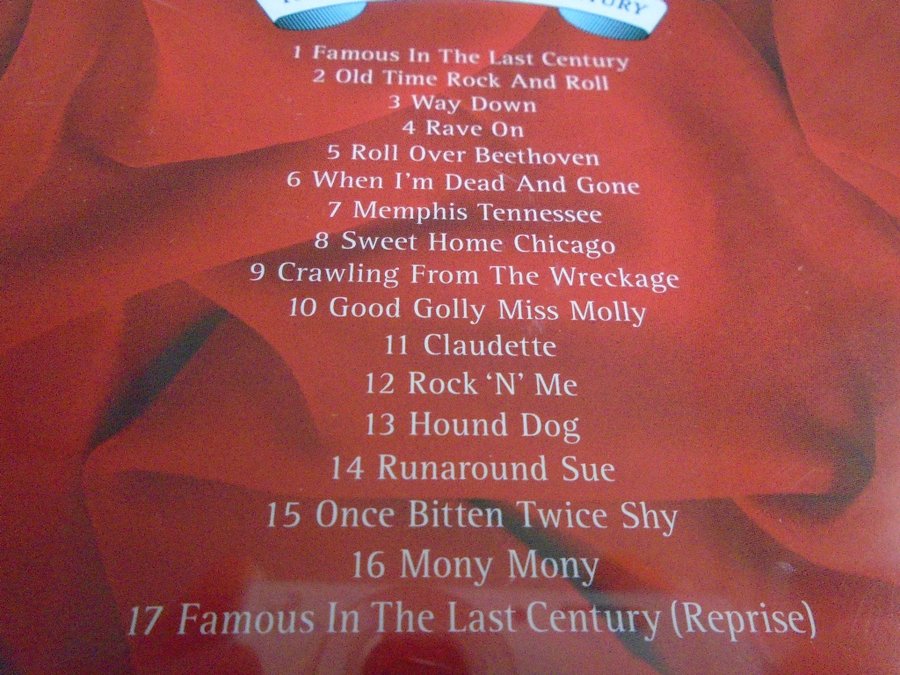 1 Famous In The Last Century
2 Old Time Rock And Roll
3 Way Down
4 Rave On
5 Roll Over Beethoven
6 When I'm Dead And Gone
7 Memphis Tennessee
8 Sweet Home Chicago
9 Crawling From The Wreckage
10 Good Golly Miss Molly
11 Claudette
12 Rock 'N' Me
13 Hound Dog
14 Runaround Sue
15 Once Bitten Twice Shy
16 Mony Mony
17 Famous In The Last Century (Reprise)